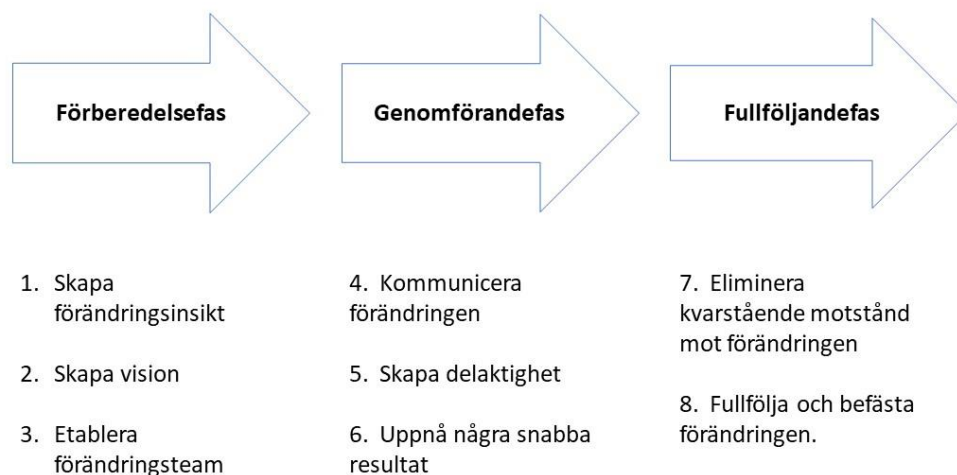 Förberedelsefas
Genomförandefas
Fullföljandefas
1. Skapa
förändringsinsikt
2. Skapa vision
3. Etablera
förändringsteam
4. Kommunicera
förändringen
5. Skapa delaktighet
6. Uppnå några snabba
resultat
7. Eliminera
kvarstående motstånd
mot förändringen
8. Fullfölja och befästa
förändringen.